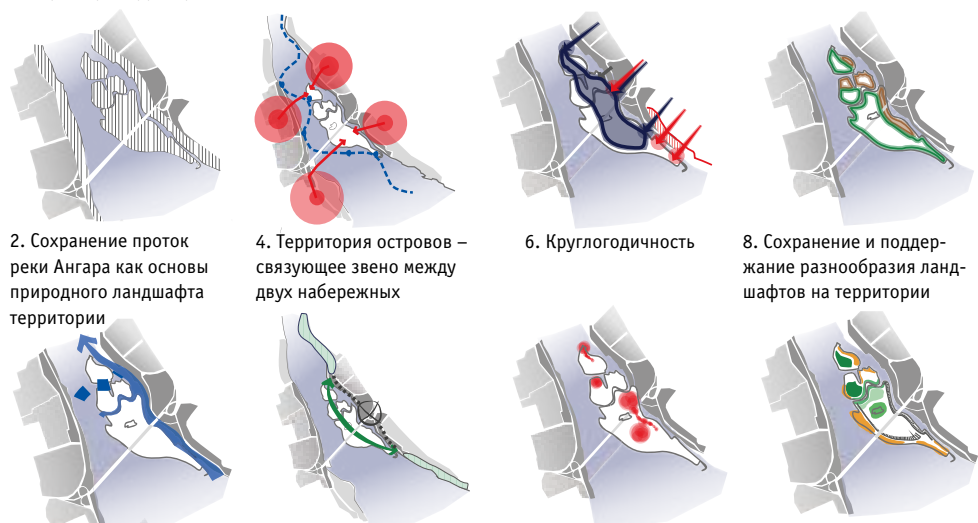 2. Сохранение проток
реки Ангара как основы
природного ландшафта
территории
4. Территория островов –
связующее звено между
двух набережных
6. Круглогодичность
8. Сохранение и поддер-
жание разнообразия ланд-
шафтов на территории